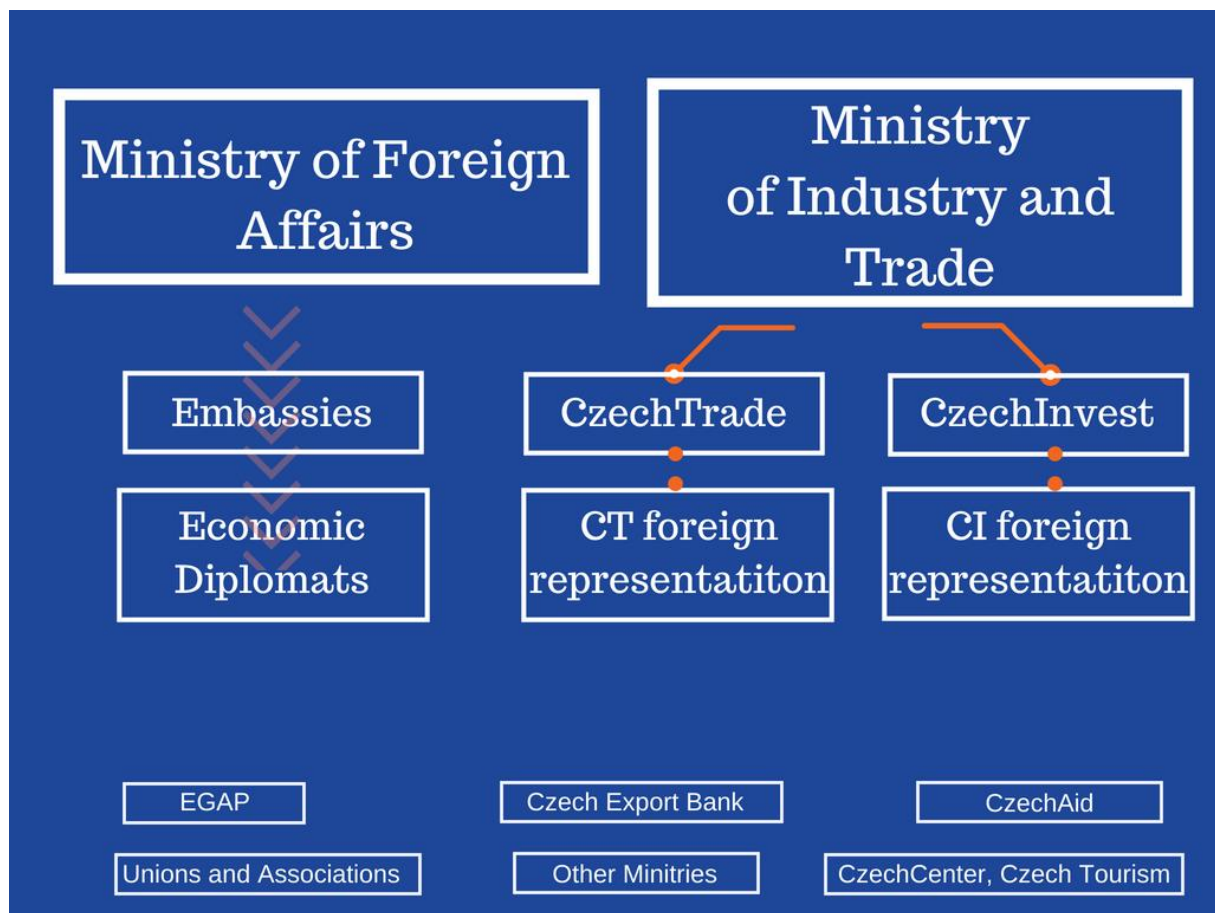 Ministry of Foreign
Affairs
Ministry
of Industry and
Trade
Embassies
CzechTrade
CzechInvest
Economic
Diplomats
CT foreign
representatiton
CI foreign
representatiton
EGAP
Czech Export Bank
CzechAid
Unions and Associations
Other Minitries
CzechCenter, Czech Tourism